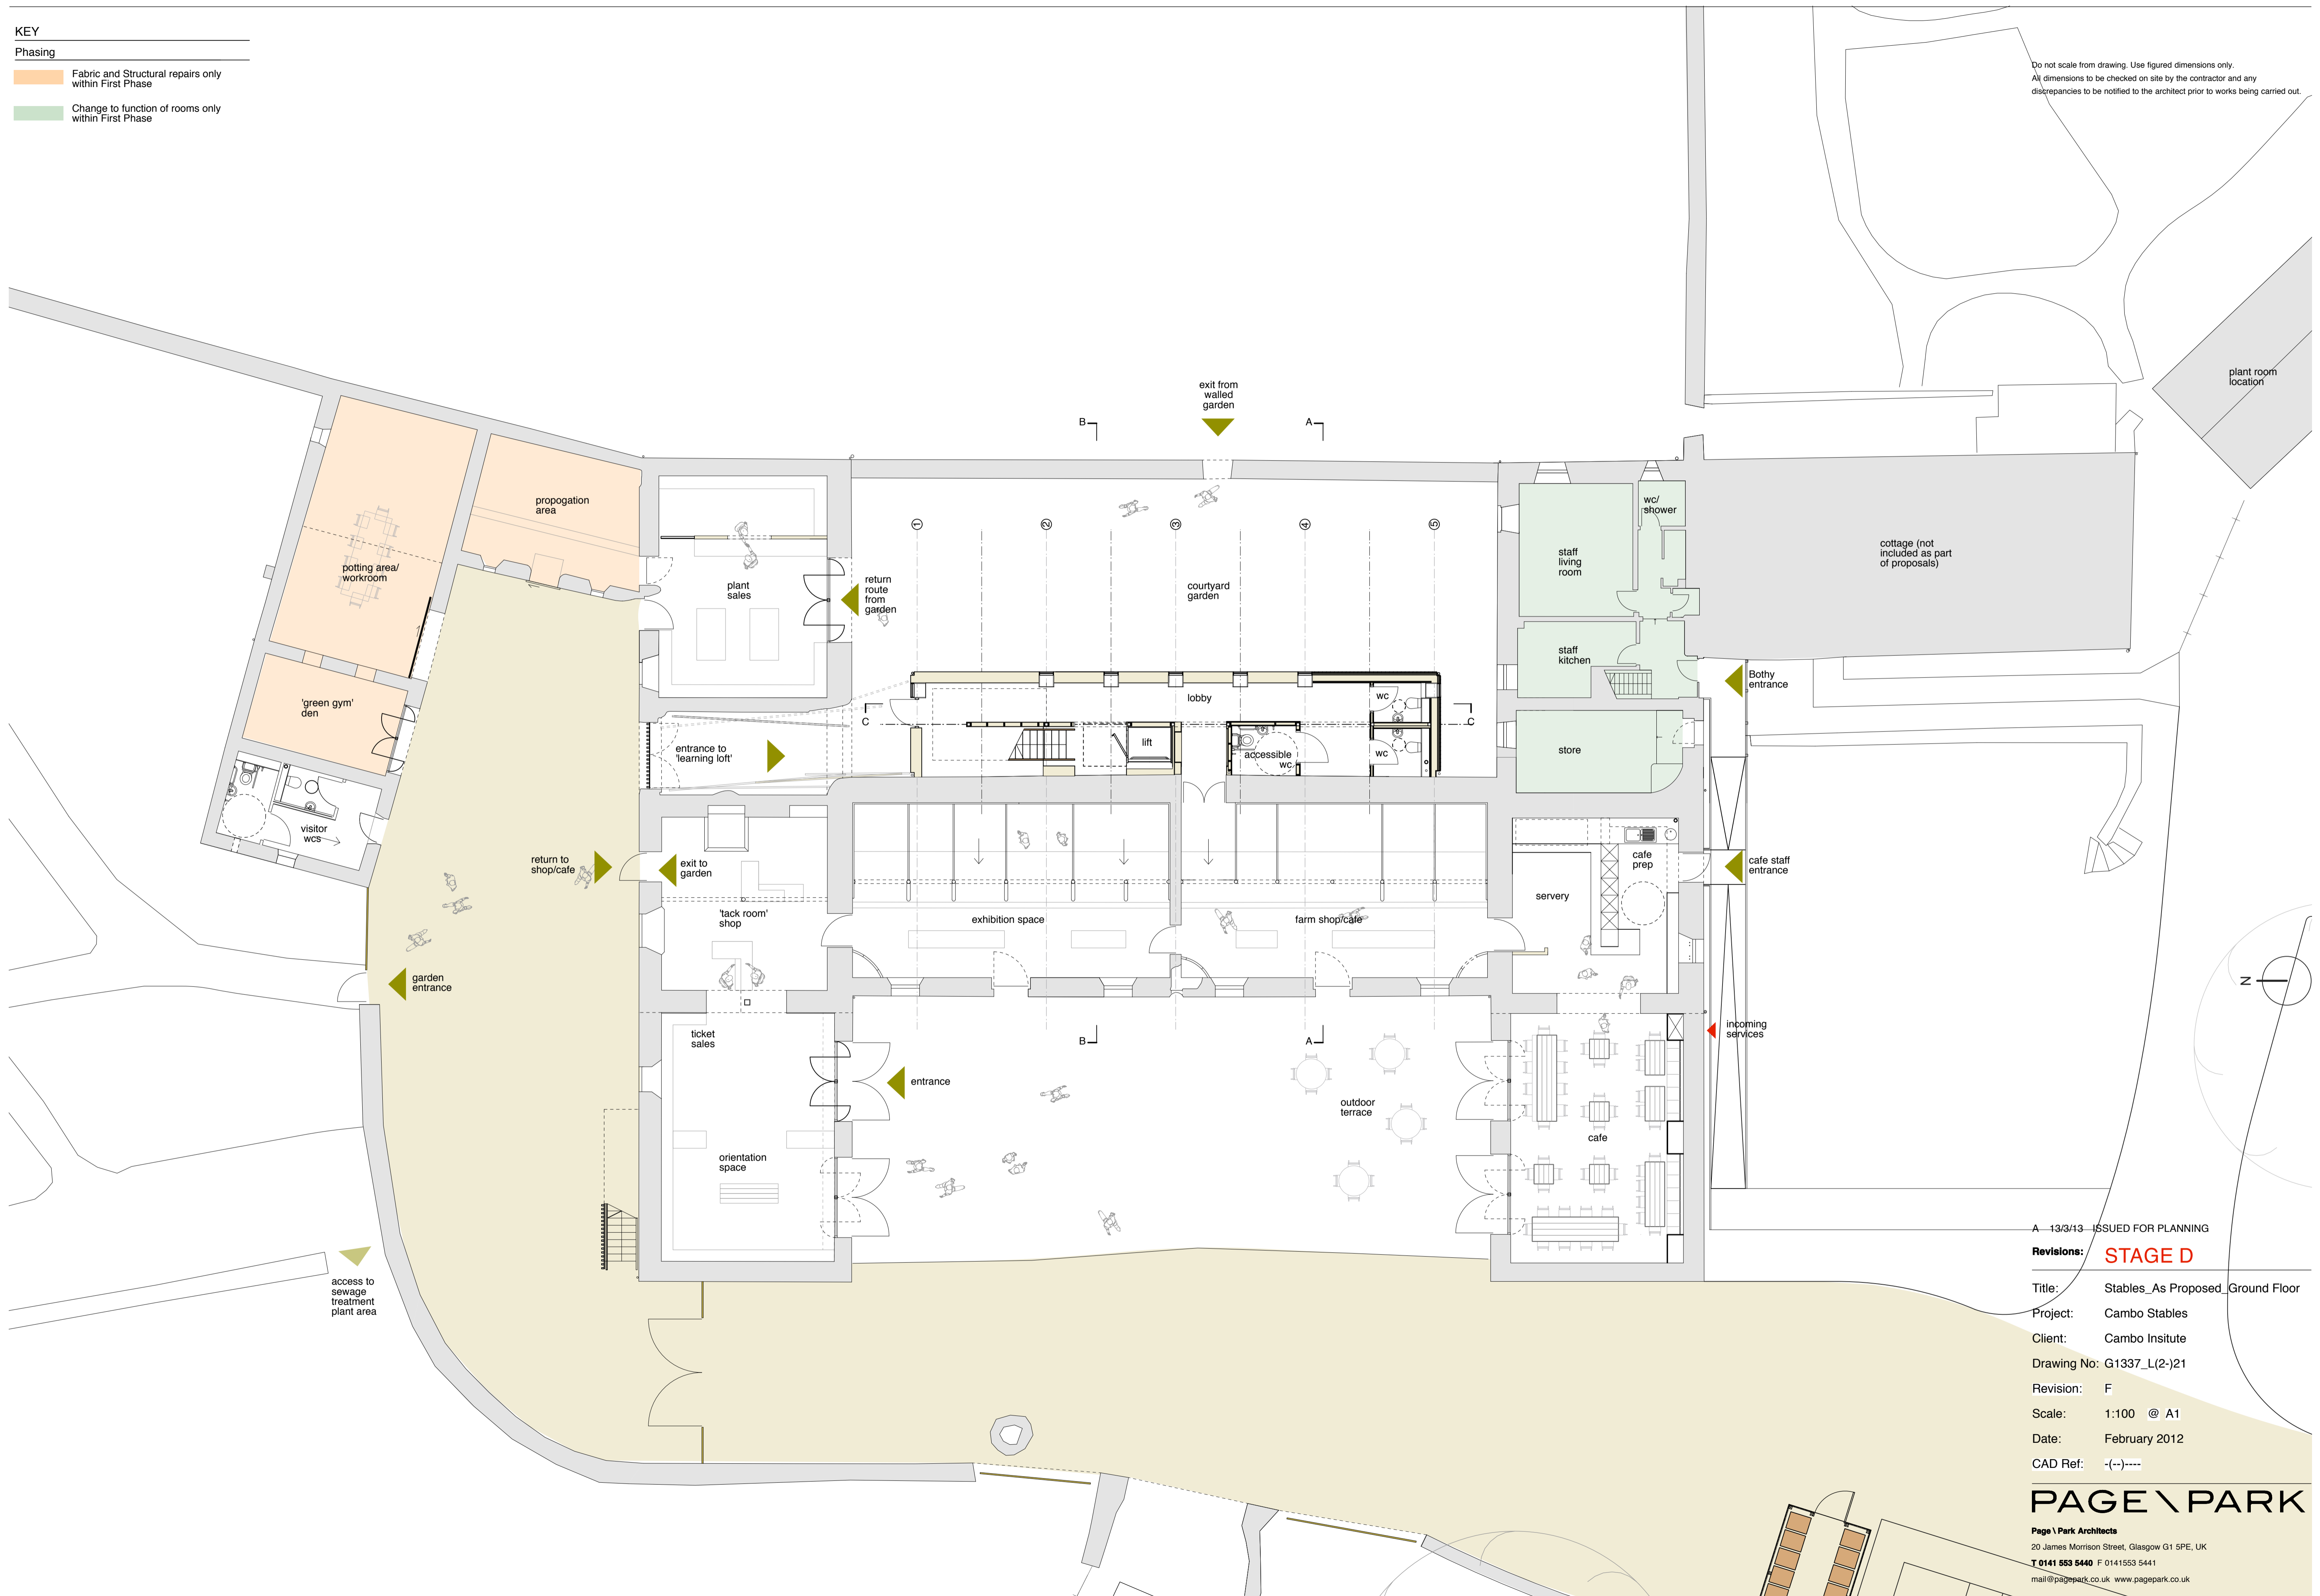 KEY
Phasing
Fabric and Structural repairs only
within First Phase
Change to function of rooms only
within First Phase
Do not scale from drawing. Use figured dimensions only.
All dimensions to be checked on site by the contractor and any
discrepancies to be notified to the architect prior to works being carried out.
plant room
location
exit from
walled
garden
B
A
propogation
area
potting area/
workroom
plant
sales
return
route
from
garden
1
2
3
4
5
courtyard
garden
wc/
shower
staff
living
room
cottage (not
included as part
of proposals)
staff
kitchen
Bothy
entrance
'green gym'
den
lobby
wc
C
C
entrance to
'learning loft'
lift
accessible
wc
wc
store
visitor
wcs
return to
shop/cafe
exit to
garden
cafe
prep
cafe staff
entrance
servery
'tack room'
shop
exhibition space
farm shop/cafe
garden
entrance
N
ticket
sales
B
A
incoming
services
entrance
outdoor
terrace
cafe
orientation
space
access to
sewage
treatment
plant area
A 13/3/13 ISSUED FOR PLANNING
Revisions: STAGE D
Title: Stables_As Proposed_Ground Floor
Project: Cambo Stables
Client: Cambo Insitute
Drawing No: G1337_L(2-)21
Revision: F
Scale: 1:100 @ A1
Date: February 2012
CAD Ref: -(--)----
PAGE\PARK
Page \ Park Architects
20 James Morrison Street, Glasgow G1 5PE, UK
T 0141 553 5440 F 0141553 5441
mail@pagepark.co.uk www.pagepark.co.uk